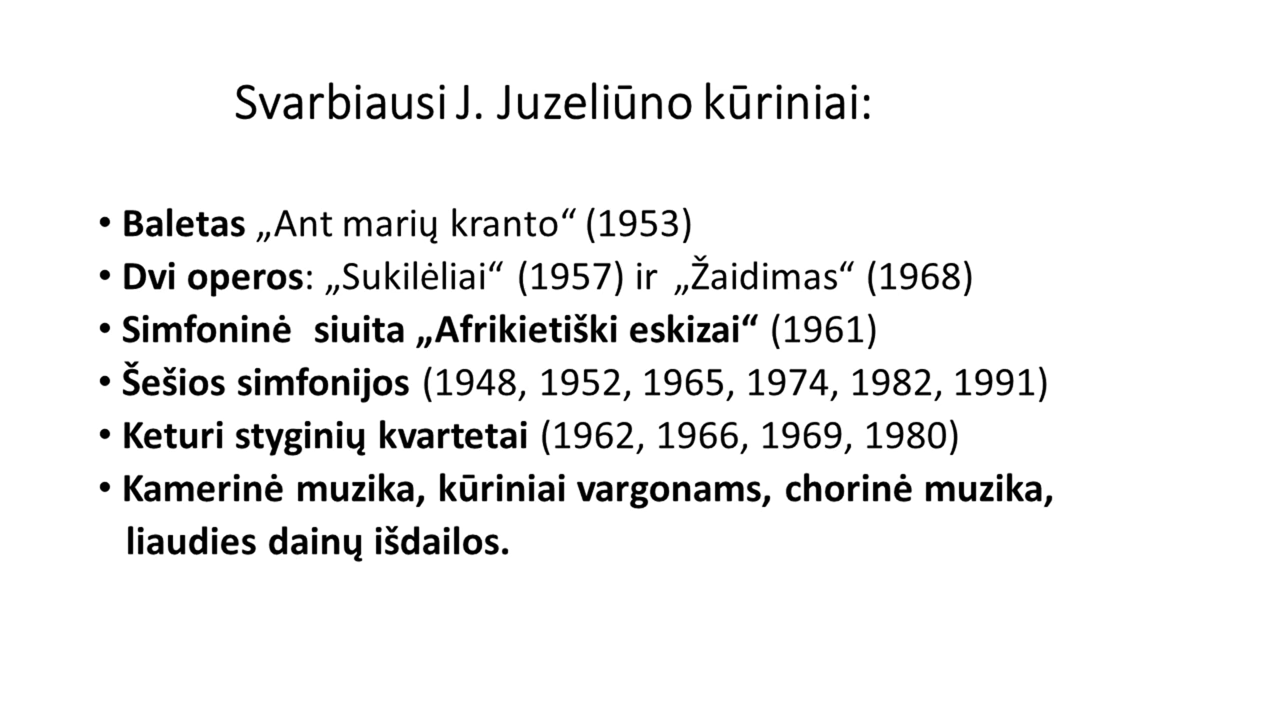 Svarbiausi J. Juzeliūno kūriniai:
• Baletas „Ant marių kranto“ (1953)
• Dvi operos: „Sukilėliai“ (1957) ir „Žaidimas“ (1968)
• Simfoninė siuita „Afrikietiški eskizai“ (1961)
• Šešios simfonijos (1948, 1952, 1965, 1974, 1982, 1991)
• Keturi styginių kvartetai (1962, 1966, 1969, 1980)
• Kamerinė muzika, kūriniai vargonams, chorinė muzika,
liaudies dainų išdailos.